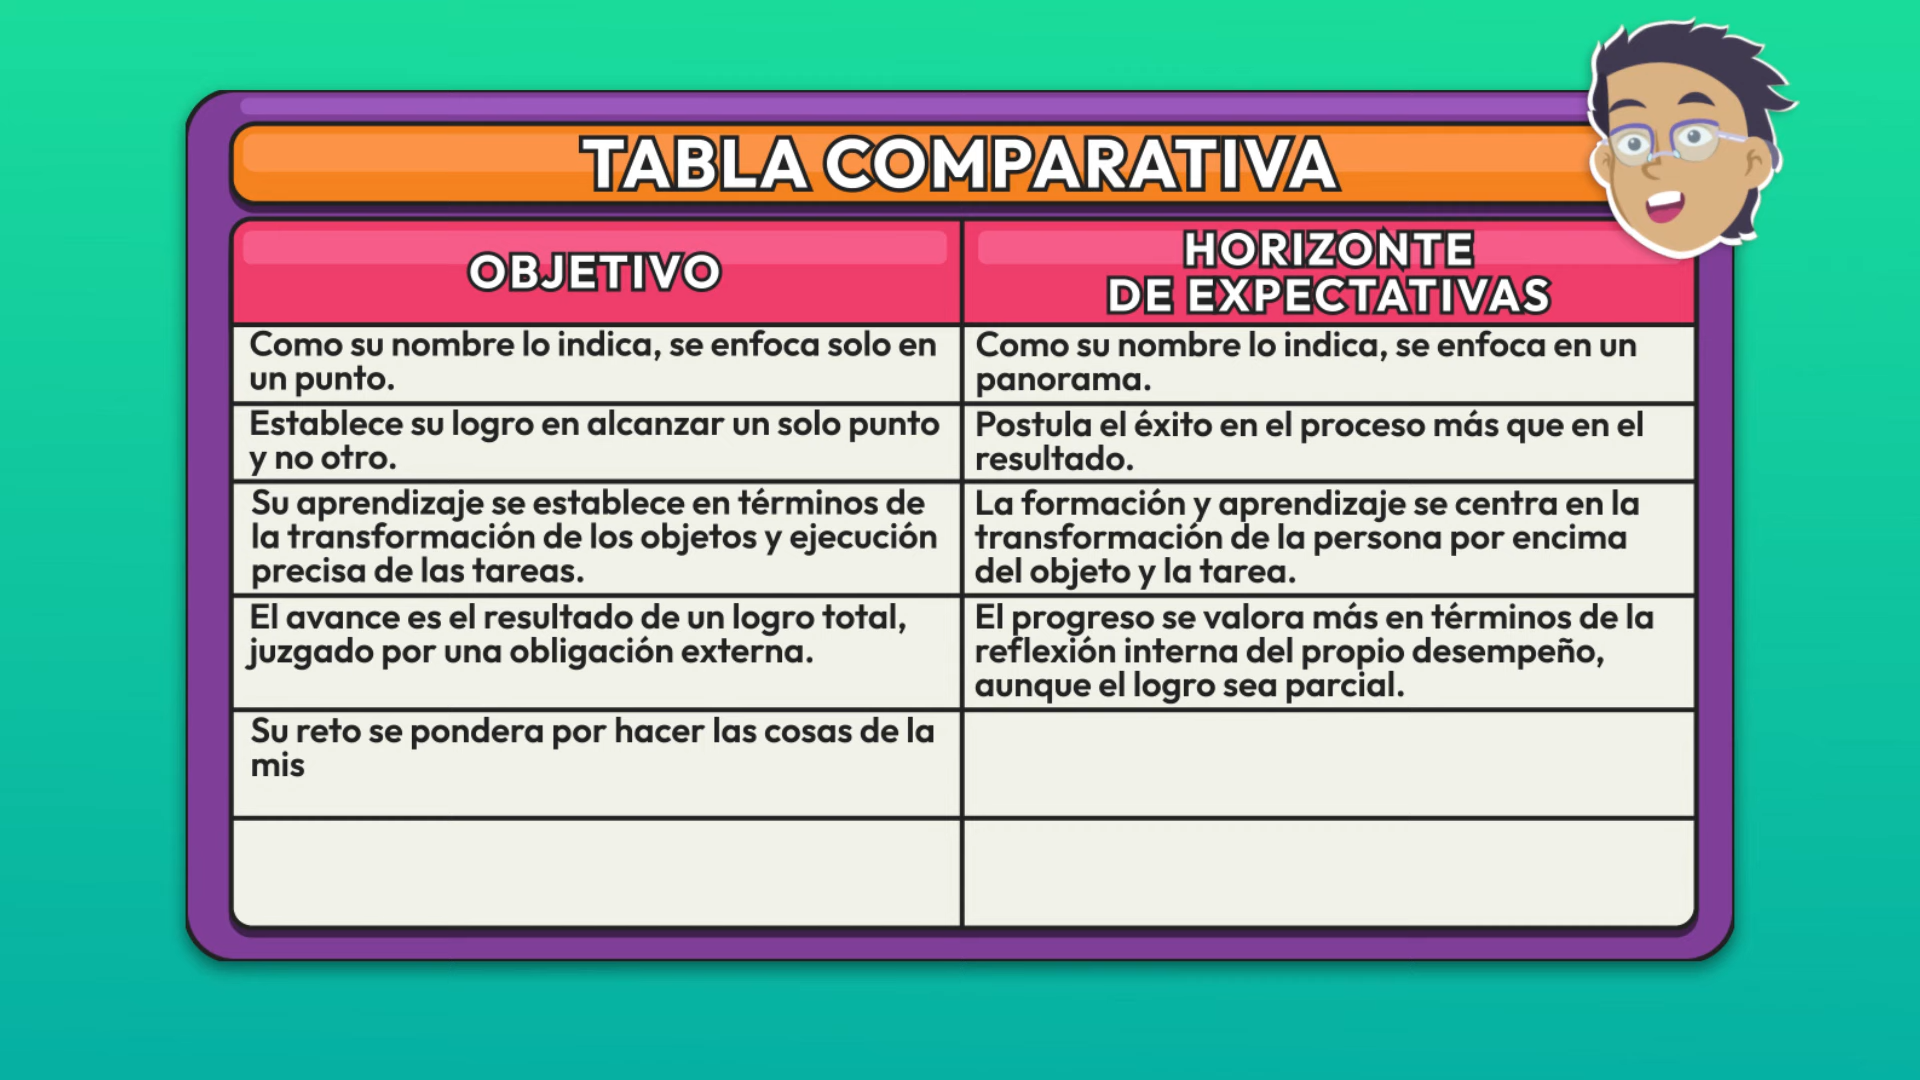 TABLA COMPARATIVA
OBJETIVO
HORIZONTE
DE EXPECTATIVAS
Como su nombre lo indica, se enfoca solo en
un punto.
Como su nombre lo indica, se enfoca en un
panorama.
Establece su logro en alcanzar un solo punto
y no otro.
Postula el éxito en el proceso más que en el
resultado.
Su aprendizaje se establece en términos de
la transformación de los objetos y ejecución
precisa de las tareas.
La formación y aprendizaje se centra en la
transformación de la persona por encima
del objeto y la tarea.
El avance es el resultado de un logro total,
juzgado por una obligación externa.
El progreso se valora más en términos de la
reflexión interna del propio desempeño,
aunque el logro sea parcial.
Su reto se pondera por hacer las cosas de la
mis